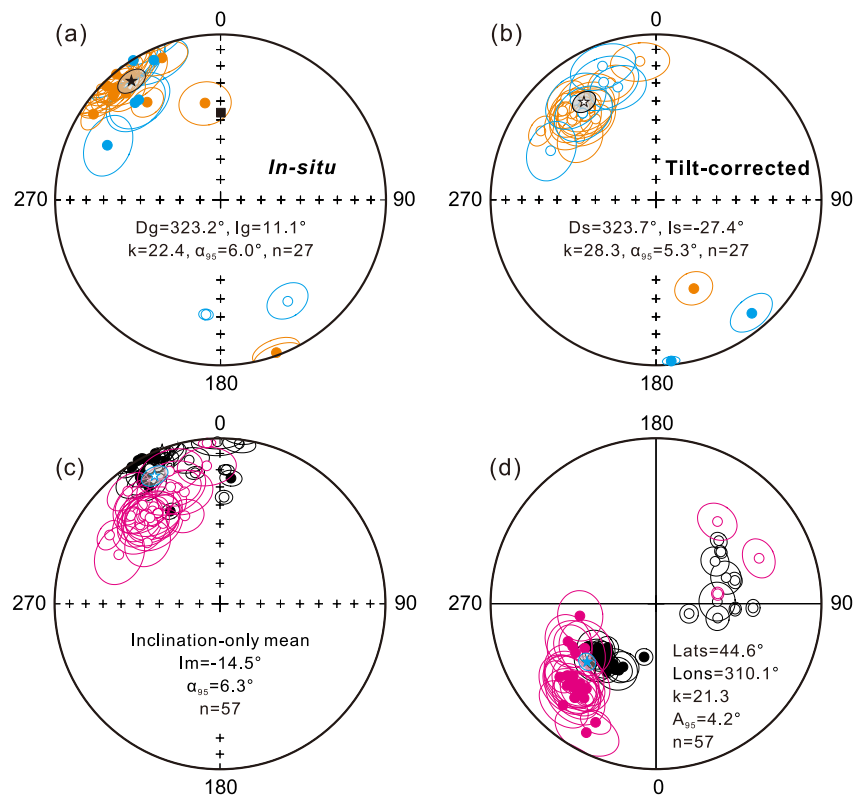 (a)
0
270
In-situ
Dg=323.2°, Ig=11.1°
k=22.4, α₉₅=6.0°, n=27
180
(b)
0
90
Tilt-corrected
Ds=323.7°, Is=-27.4°
k=28.3, α₉₅=5.3°, n=27
270
90
180
(c)
0
270
90
Inclination-only mean
Im=-14.5°
α₉₅=6.3°
n=57
180
(d)
180
270
90
Lats=44.6°
Lons=310.1°
k=21.3
A₉₅=4.2°
n=57
0